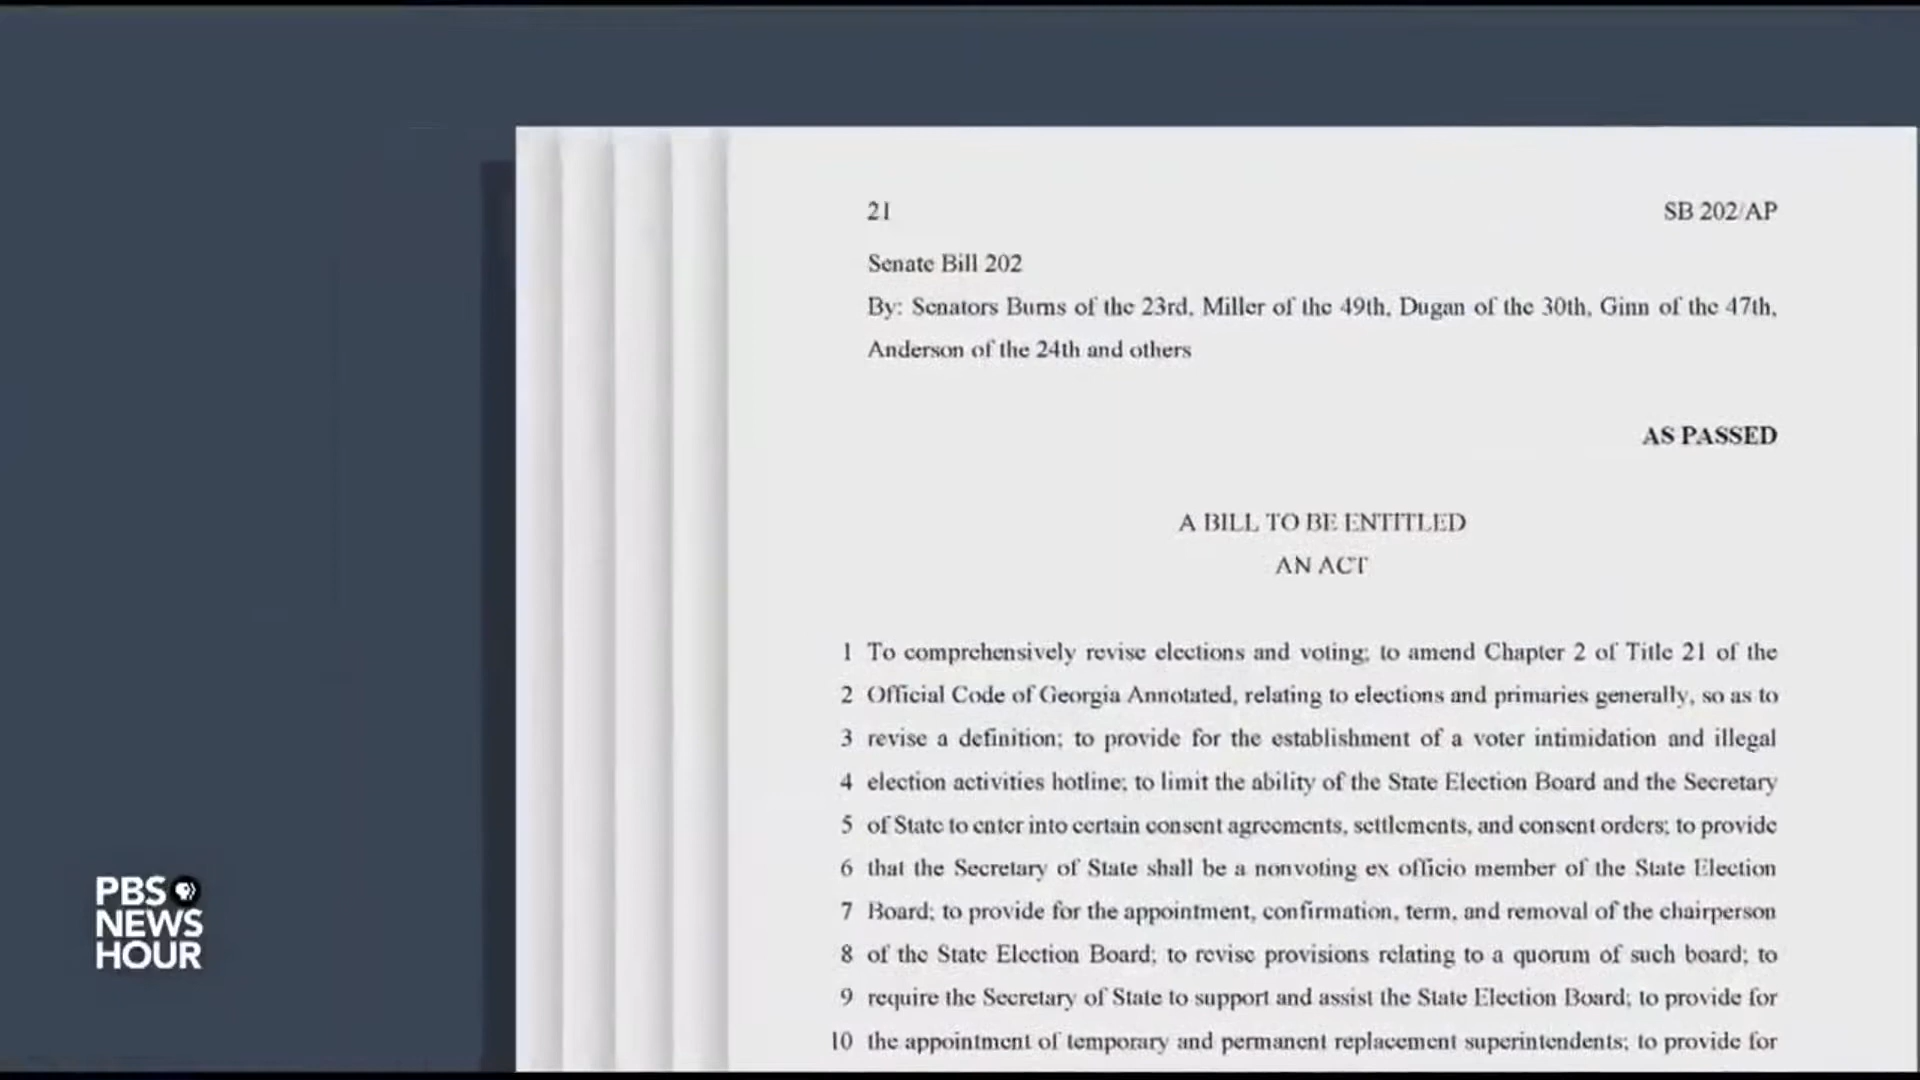 21 SB 202/AP
Senate Bill 202
By: Senators Burns of the 23rd, Miller of the 49th, Dugan of the 30th, Ginn of the 47th,
Anderson of the 24th and others
AS PASSED
A BILL TO BE ENTITLED
AN ACT
1 To comprehensively revise elections and voting; to amend Chapter 2 of Title 21 of the
2 Official Code of Georgia Annotated, relating to elections and primaries generally, so as to
3 revise a definition; to provide for the establishment of a voter intimidation and illegal
4 election activities hotline; to limit the ability of the State Election Board and the Secretary
5 of State to enter into certain consent agreements, settlements, and consent orders; to provide
6 that the Secretary of State shall be a nonvoting ex officio member of the State Election
7 Board; to provide for the appointment, confirmation, term, and removal of the chairperson
8 of the State Election Board; to revise provisions relating to a quorum of such board; to
9 require the Secretary of State to support and assist the State Election Board; to provide for
10 the appointment of temporary and permanent replacement superintendents; to provide for
PBS
NEWS
HOUR